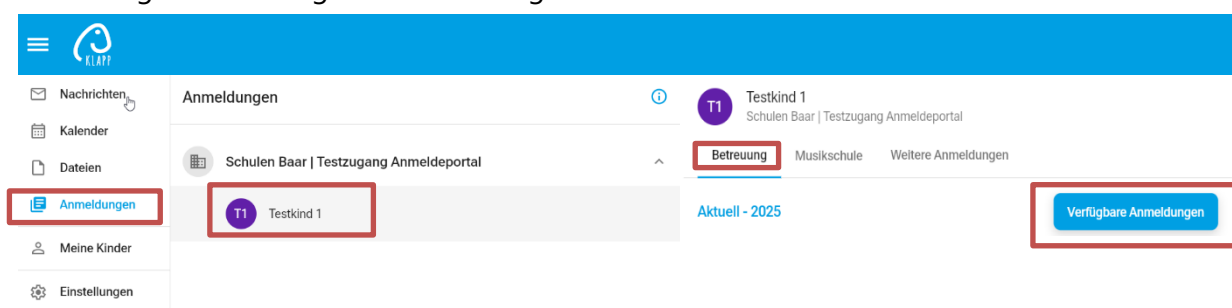 KLAPP
Nachrichten
Kalender
Dateien
Anmeldungen
Meine Kinder
Einstellungen
Anmeldungen
Schulen Baar | Testzugang Anmeldeportal
T1 Testkind 1
T1 Testkind 1
Schulen Baar | Testzugang Anmeldeportal
Betreuung Musikschule Weitere Anmeldungen
Aktuell - 2025 Verfügbare Anmeldungen